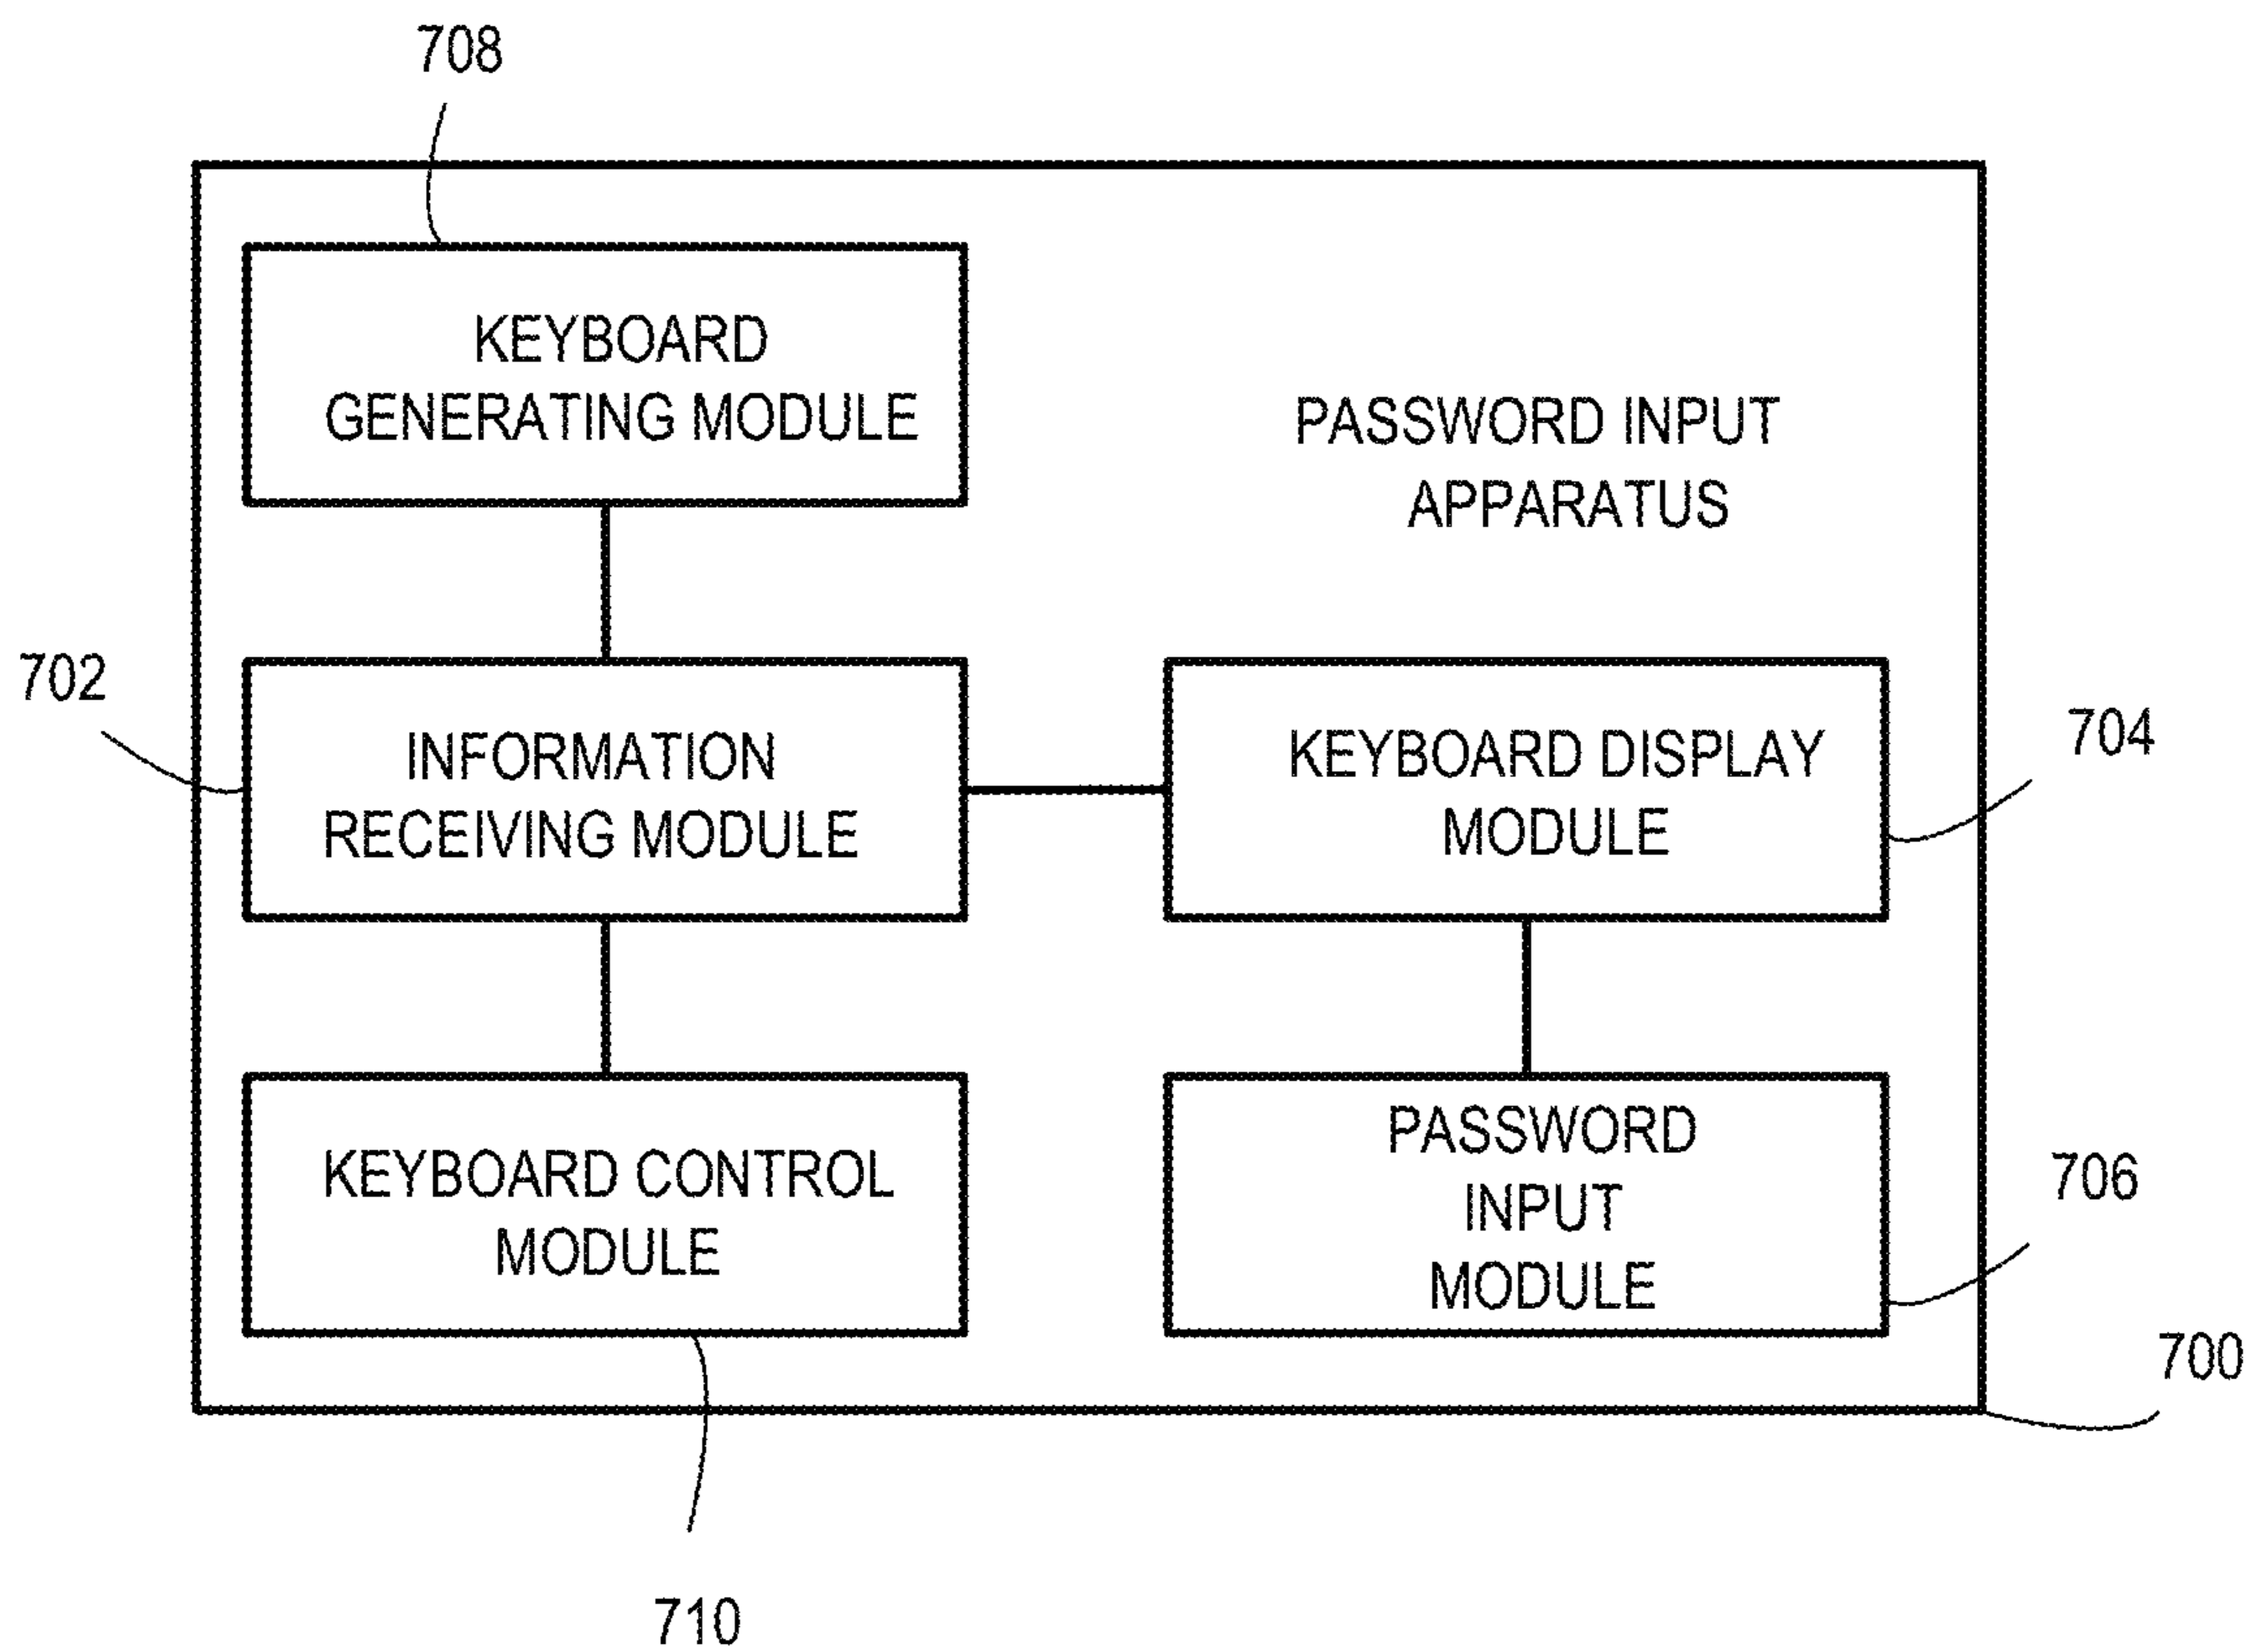 708
KEYBOARD
GENERATING MODULE
PASSWORD INPUT
APPARATUS
702
INFORMATION
RECEIVING MODULE
KEYBOARD DISPLAY
MODULE
704
KEYBOARD CONTROL
MODULE
PASSWORD
INPUT
MODULE
706
700
710